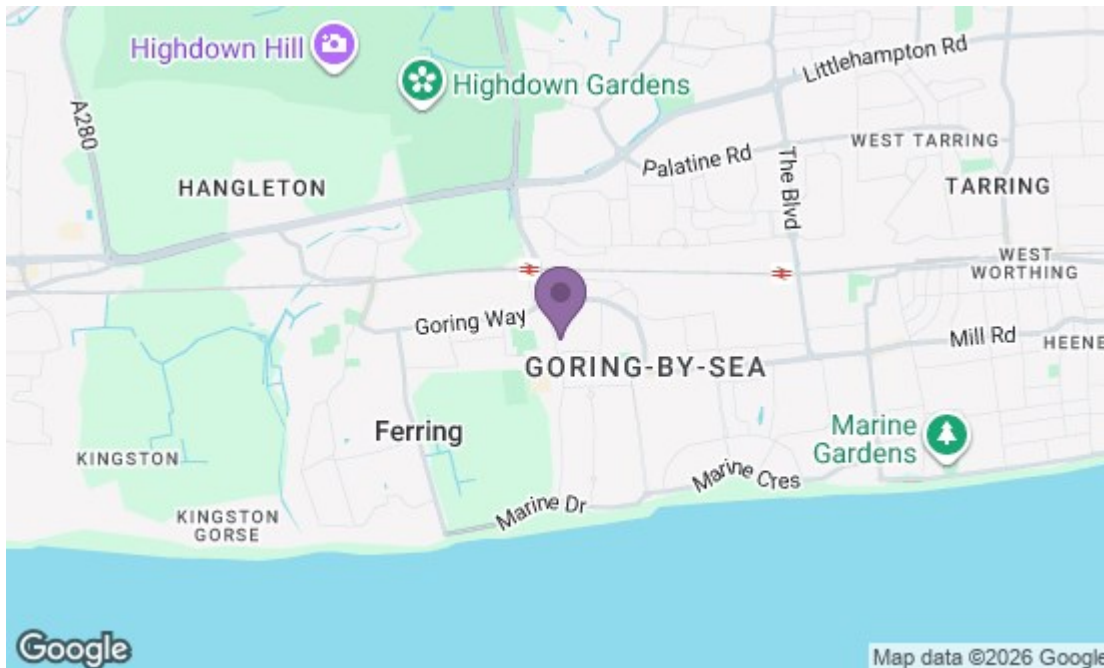 Highdown Hill
Littlehampton Rd
Highdown Gardens
A280
Palatine Rd
The Blvd
WEST TARRING
HANGLETON
TARRING
WEST
WORTHING
Goring Way
Mill Rd
HEENE
GORING-BY-SEA
Ferring
Marine
Gardens
KINGSTON
Marine Cres
Marine Dr
KINGSTON
GORSE
Google
Map data ©2026 Google